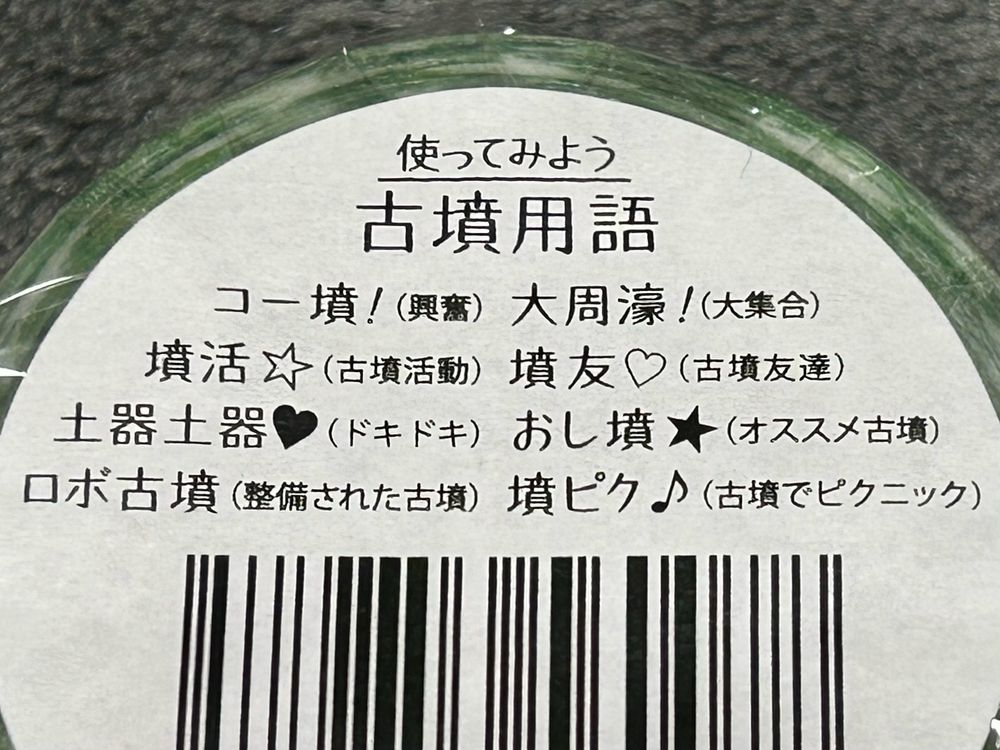 使ってみよう
古墳用語
コー墳!(興奮) 大周濠!(大集合)
墳活☆(古墳活動) 墳友♡(古墳友達)
土器土器♥(ドキドキ) おし墳★(オススメ古墳)
ロボ古墳(整備された古墳) 墳ピク♪(古墳でピクニック)